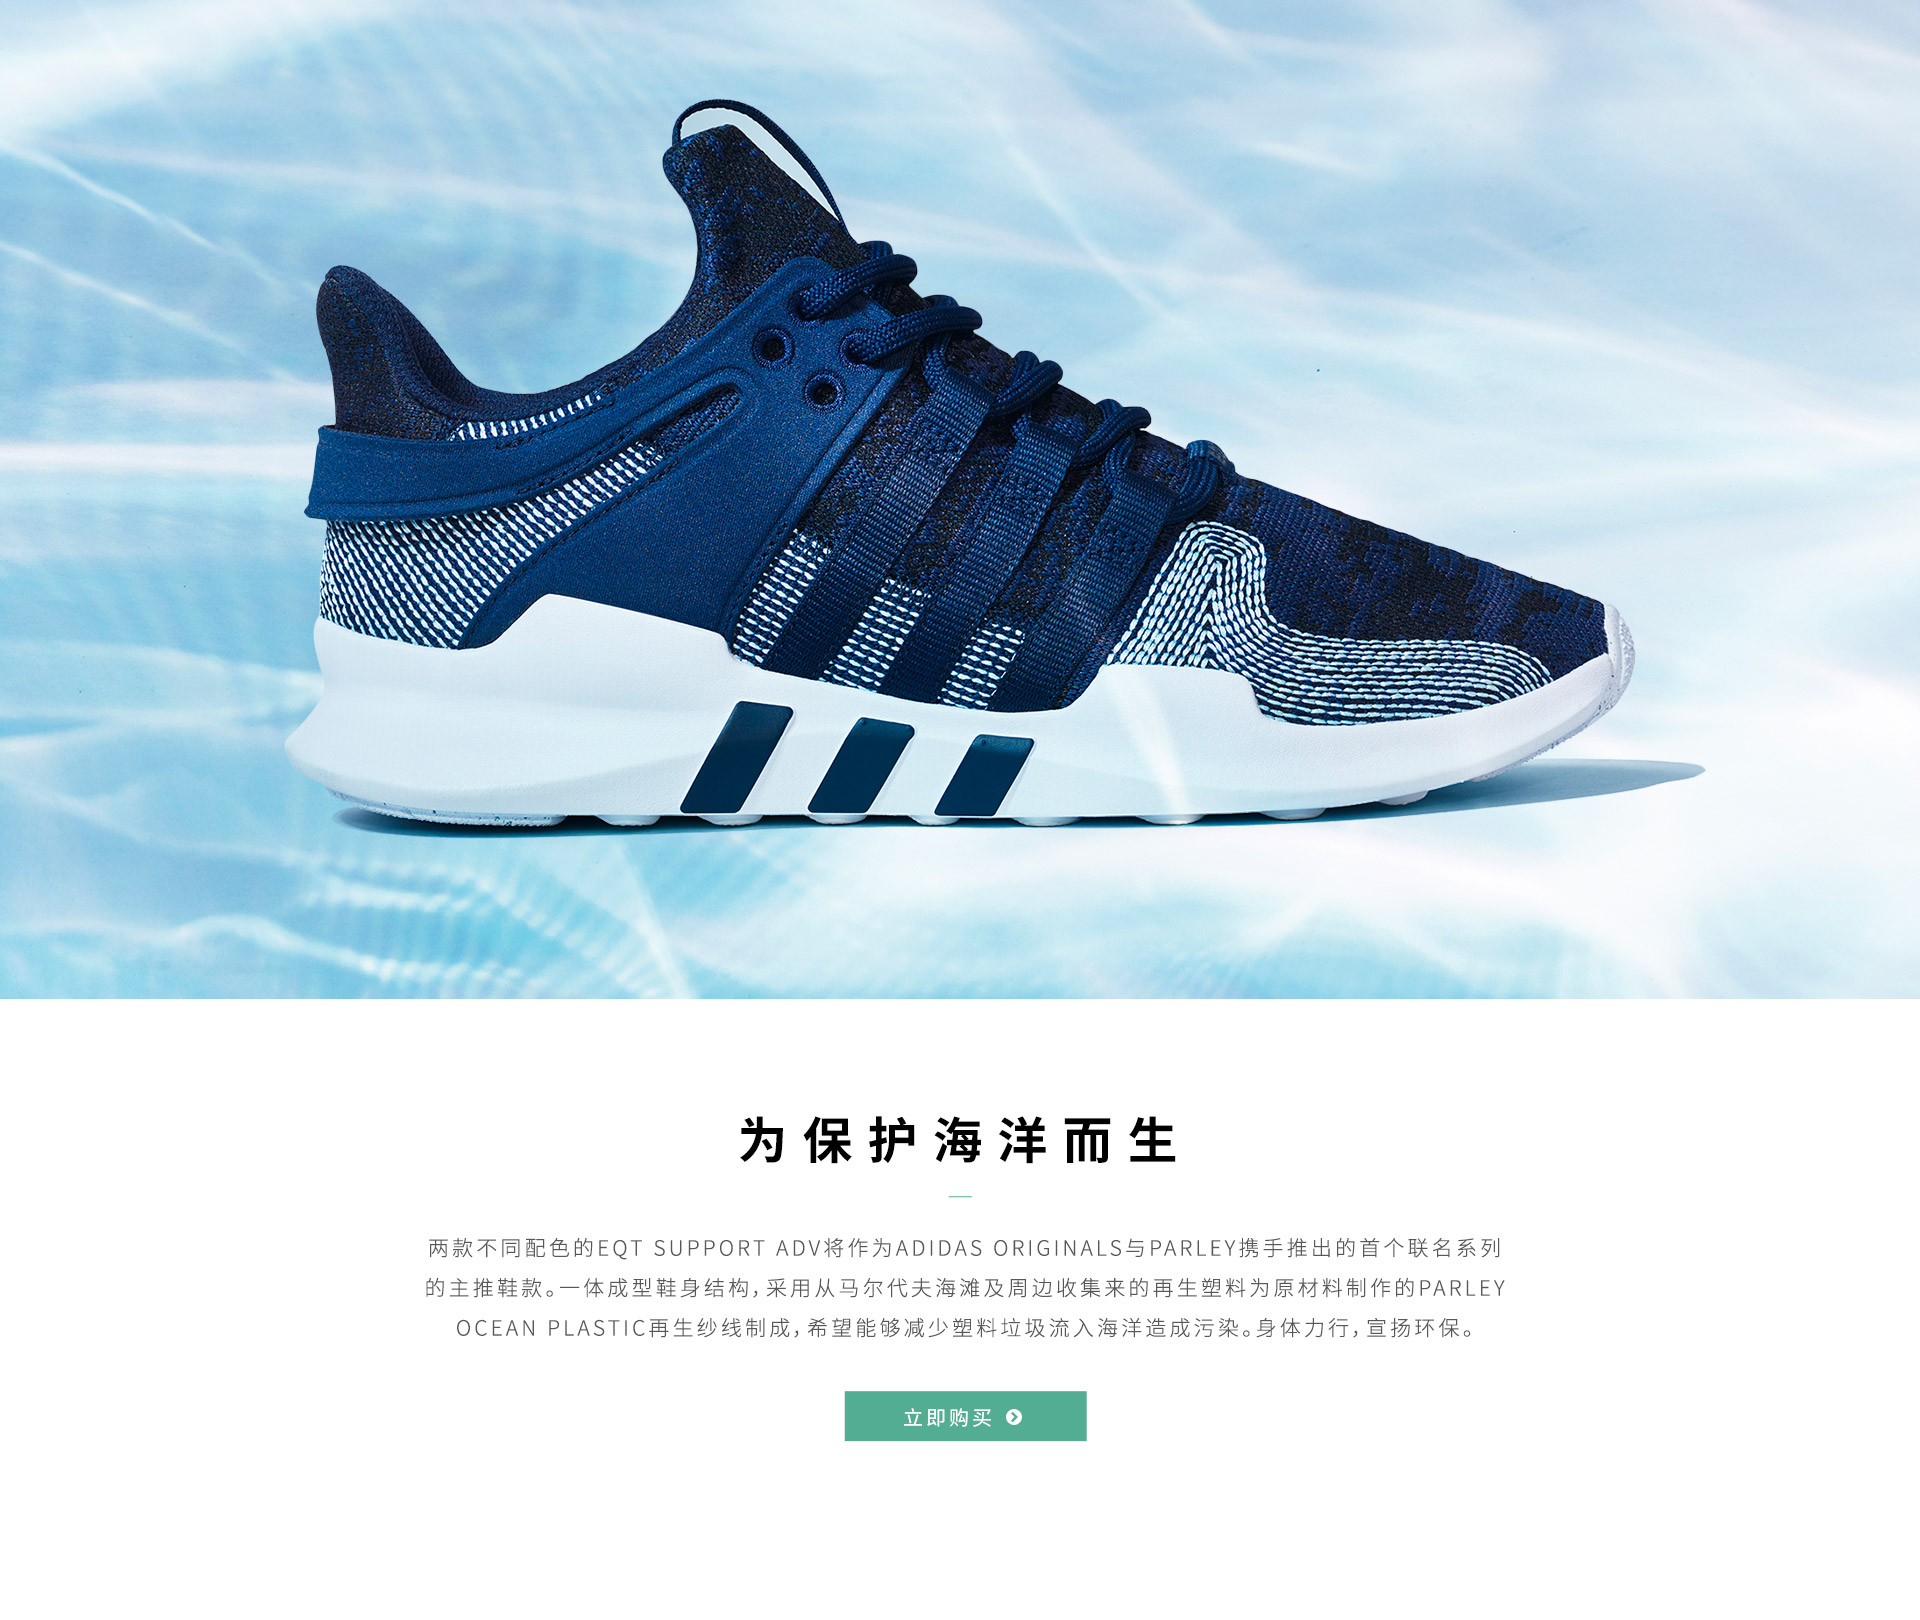 为保护海洋而生
两款不同配色的EQT SUPPORT ADV将作为ADIDAS ORIGINALS与PARLEY携手推出的首个联名系列
的主推鞋款。一体成型鞋身结构，采用从马尔代夫海滩及周边收集来的再生塑料为原材料制作的PARLEY
OCEAN PLASTIC再生纱线制成，希望能够减少塑料垃圾流入海洋造成污染。身体力行，宣扬环保。
立即购买